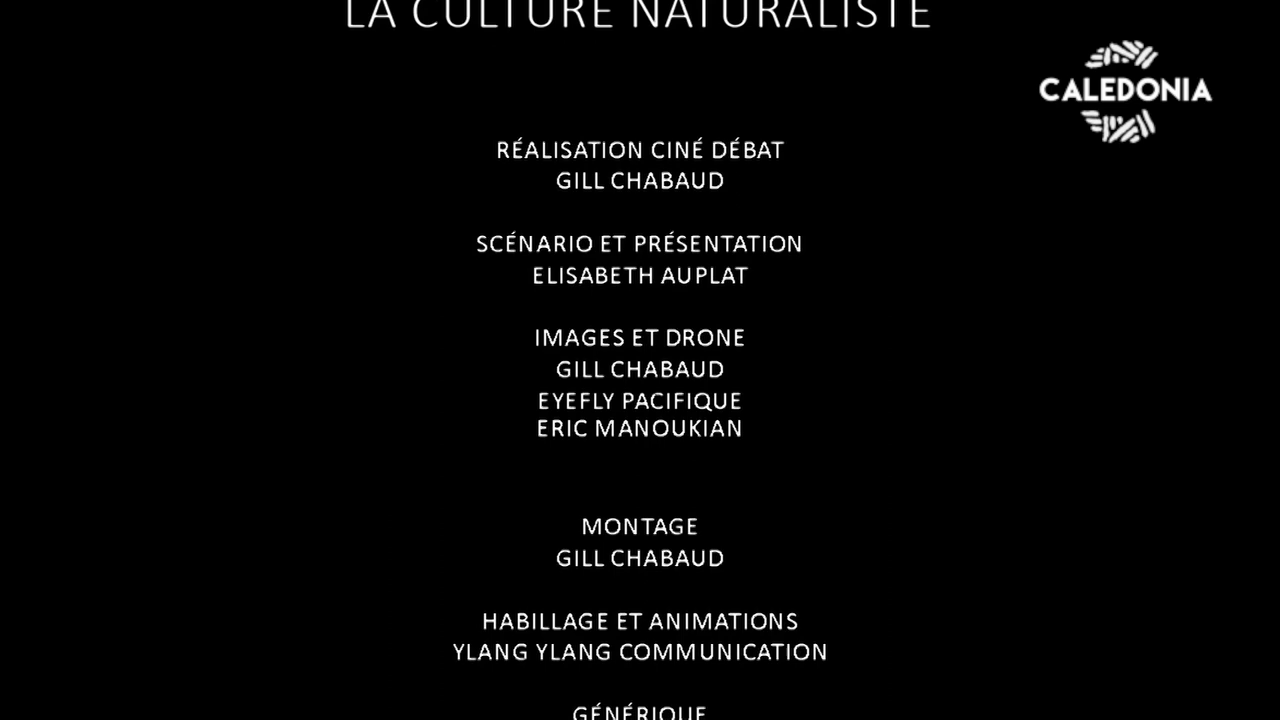 LA CULTURE NATURALISTE
CALEDONIA
RÉALISATION CINÉ DÉBAT
GILL CHABAUD
SCÉNARIO ET PRÉSENTATION
ELISABETH AUPLAT
IMAGES ET DRONE
GILL CHABAUD
EYEFLY PACIFIQUE
ERIC MANOUKIAN
MONTAGE
GILL CHABAUD
HABILLAGE ET ANIMATIONS
YLANG YLANG COMMUNICATION
GÉNÉRIQUE